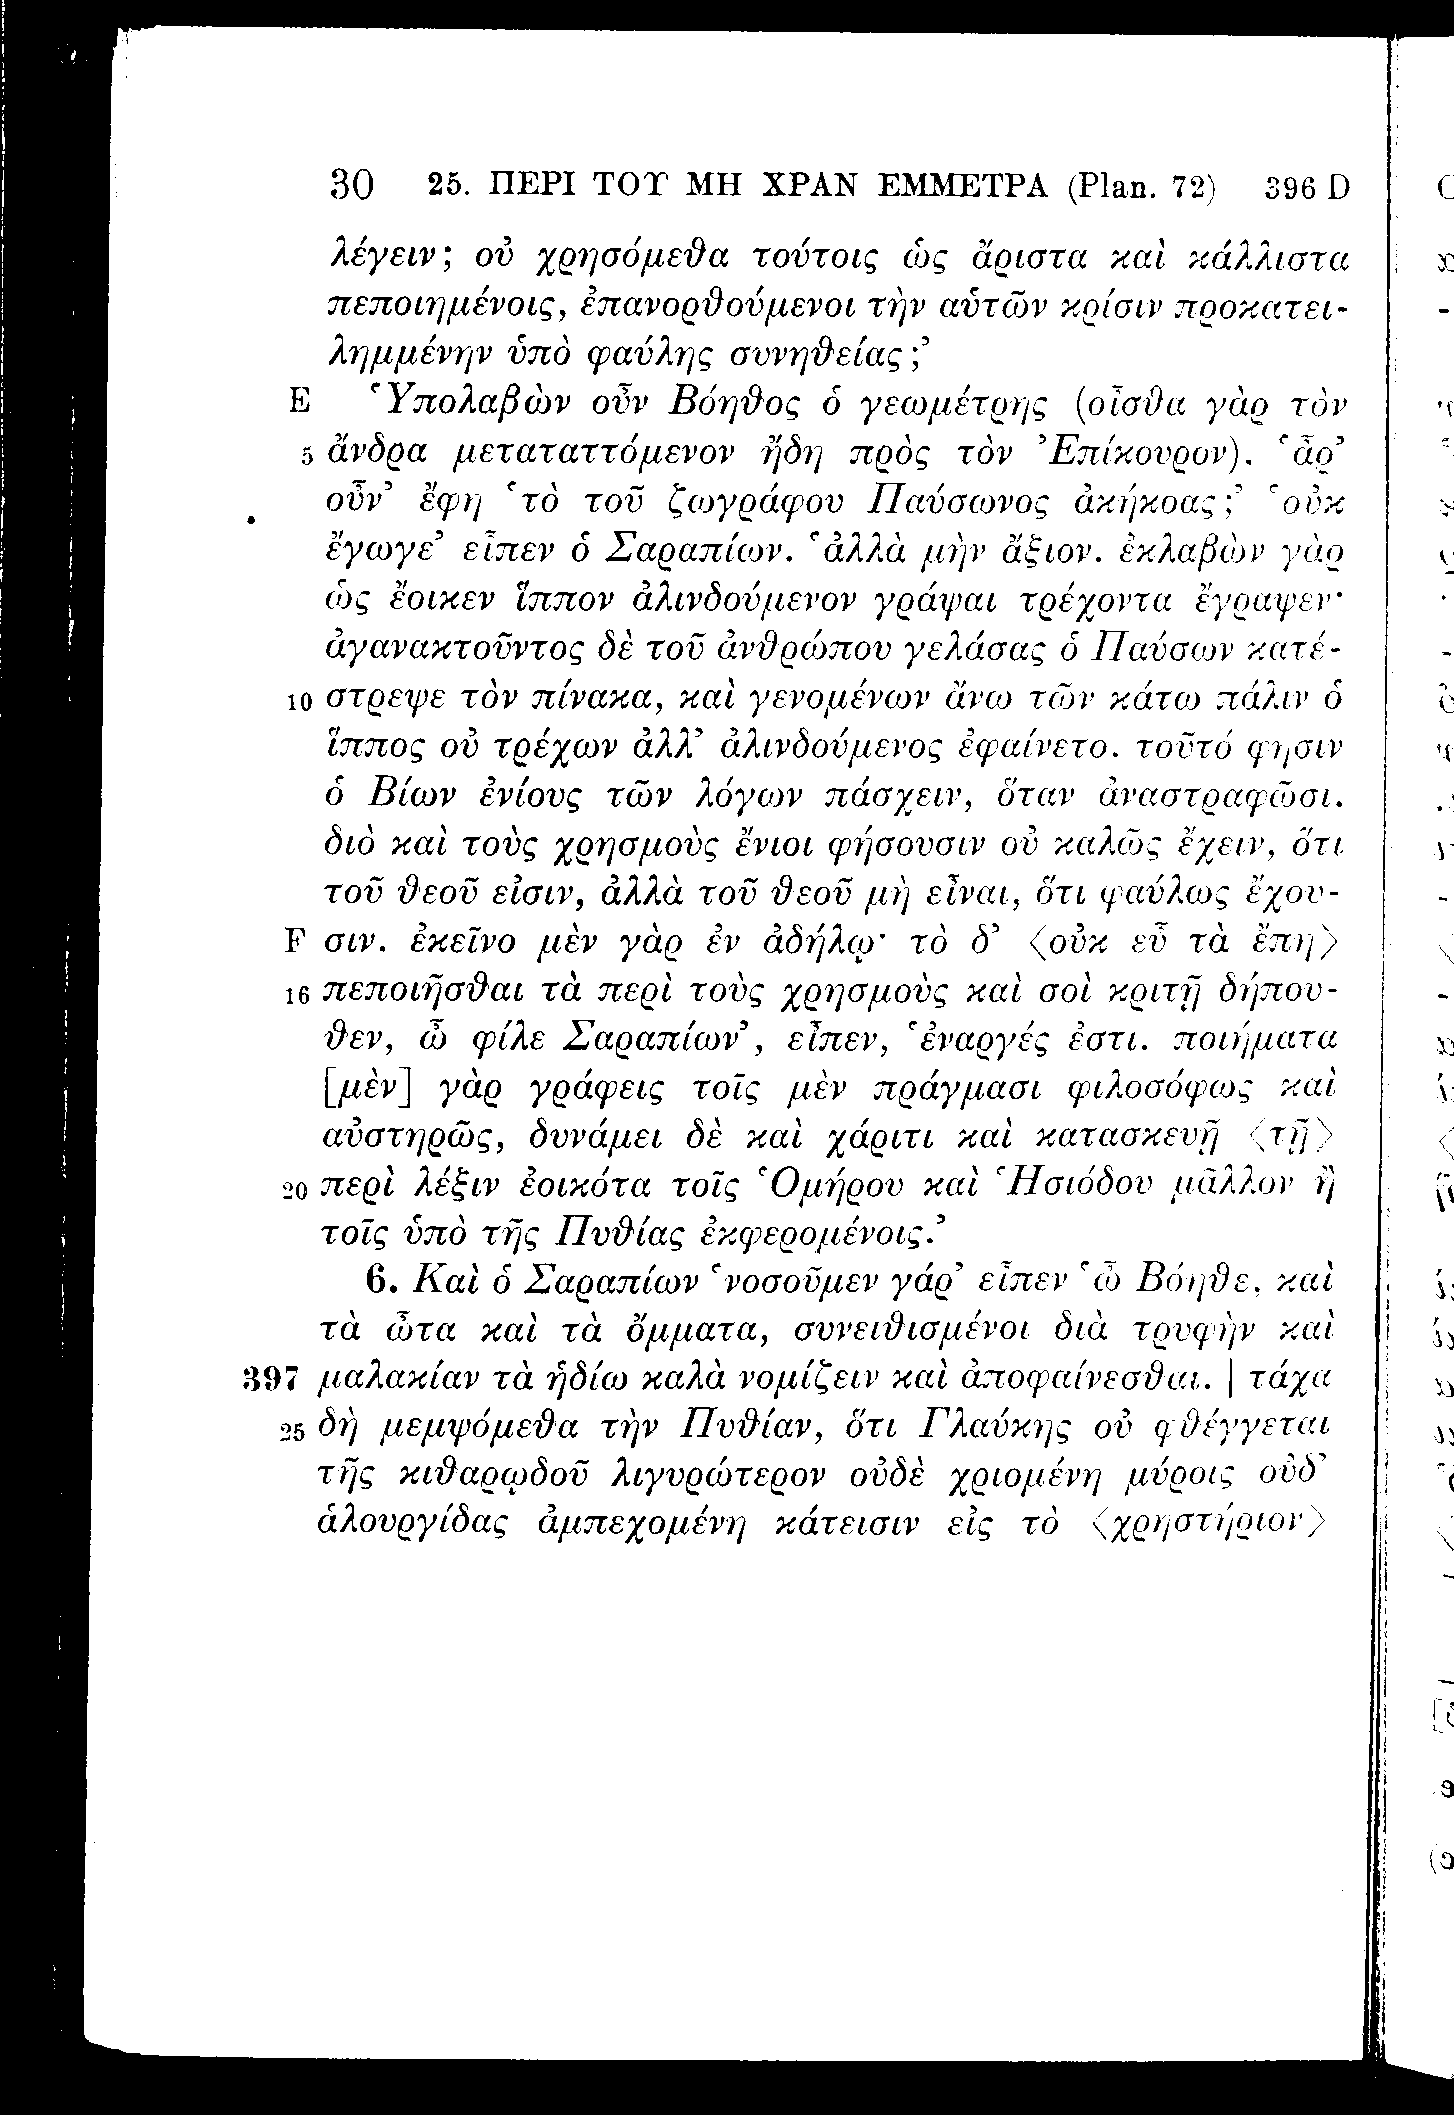 30 25. ΠΕΡΙ ΤΟΥ ΜΗ ΧΡΑΝ ΕΜΜΕΤΡΑ (Plan. 72) 396 D
λέγειν; οὐ χρησόμεθα τούτοις ὡς ἄριστα καὶ κάλλιστα
πεποιημένοις, ἐπανορθούμενοι τὴν αὑτῶν κρίσιν προκατει-
λημμένην ὑπὸ φαύλης συνηθείας;’
E ‛Υπολαβὼν οὖν Βόηθος ὁ γεωμέτρης (οἶσθα γὰρ τὸν
5 ἄνδρα μεταταττόμενον ἤδη πρὸς τὸν Ἐπίκουρον). ‛ἆρ’
οὖν’ ἔφη ‛τὸ τοῦ ζωγράφου Παύσωνος ἀκήκοας;’ ‛οὐκ
ἔγωγε’ εἶπεν ὁ Σαραπίων. ‛ἀλλὰ μὴν ἄξιον. ἐκλαβὼν γὰρ
ὡς ἔοικεν ἵππον ἀλινδούμενον γράψαι τρέχοντα ἔγραψεν·
ἀγανακτοῦντος δὲ τοῦ ἀνθρώπου γελάσας ὁ Παύσων κατέ-
10 στρεψε τὸν πίνακα, καὶ γενομένων ἄνω τῶν κάτω πάλιν ὁ
ἵππος οὐ τρέχων ἀλλ’ ἀλινδούμενος ἐφαίνετο. τοῦτό φησιν
ὁ Βίων ἐνίους τῶν λόγων πάσχειν, ὅταν ἀναστραφῶσι.
διὸ καὶ τοὺς χρησμοὺς ἔνιοι φήσουσιν οὐ καλῶς ἔχειν, ὅτι
τοῦ θεοῦ εἰσιν, ἀλλὰ τοῦ θεοῦ μὴ εἶναι, ὅτι φαύλως ἔχου-
F σιν. ἐκεῖνο μὲν γὰρ ἐν ἀδήλῳ· τὸ δ’ ⟨οὐκ εὖ τὰ ἔπη⟩
16 πεποιῆσθαι τὰ περὶ τοὺς χρησμοὺς καὶ σοὶ κριτῇ δήπου-
θεν, ὦ φίλε Σαραπίων’, εἶπεν, ‛ἐναργές ἐστι. ποιήματα
[μὲν] γὰρ γράφεις τοῖς μὲν πράγμασι φιλοσόφως καὶ
αὐστηρῶς, δυνάμει δὲ καὶ χάριτι καὶ κατασκευῇ ⟨τῇ⟩
20 περὶ λέξιν ἐοικότα τοῖς Ὁμήρου καὶ Ἡσιόδου μᾶλλον ἢ
τοῖς ὑπὸ τῆς Πυθίας ἐκφερομένοις.’
6. Καὶ ὁ Σαραπίων ‛νοσοῦμεν γάρ’ εἶπεν ‛ὦ Βόηθε, καὶ
τὰ ὦτα καὶ τὰ ὄμματα, συνειθισμένοι διὰ τρυφὴν καὶ
397 μαλακίαν τὰ ἡδίω καλὰ νομίζειν καὶ ἀποφαίνεσθαι. | τάχα
25 δὴ μεμψόμεθα τὴν Πυθίαν, ὅτι Γλαύκης οὐ φθέγγεται
τῆς κιθαρῳδοῦ λιγυρώτερον οὐδὲ χριομένη μύροις οὐδ’
ἁλουργίδας ἀμπεχομένη κάτεισιν εἰς τὸ ⟨χρηστήριον⟩